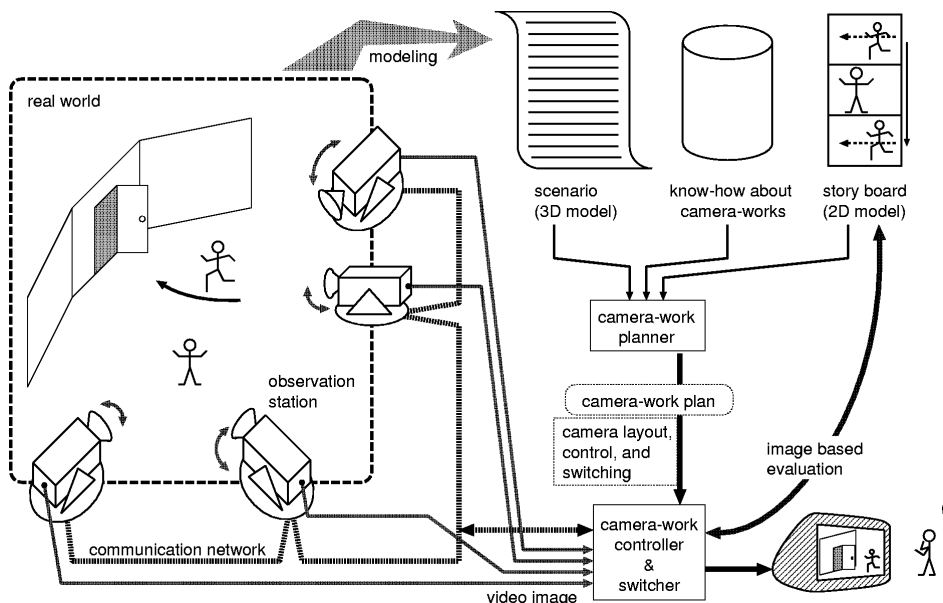 modeling
real world
scenario
(3D model)
know-how about
camera-works
story board
(2D model)
camera-work
planner
observation
station
camera-work plan
camera layout,
control, and
switching
image based
evaluation
camera-work
controller
&
switcher
communication network
video image